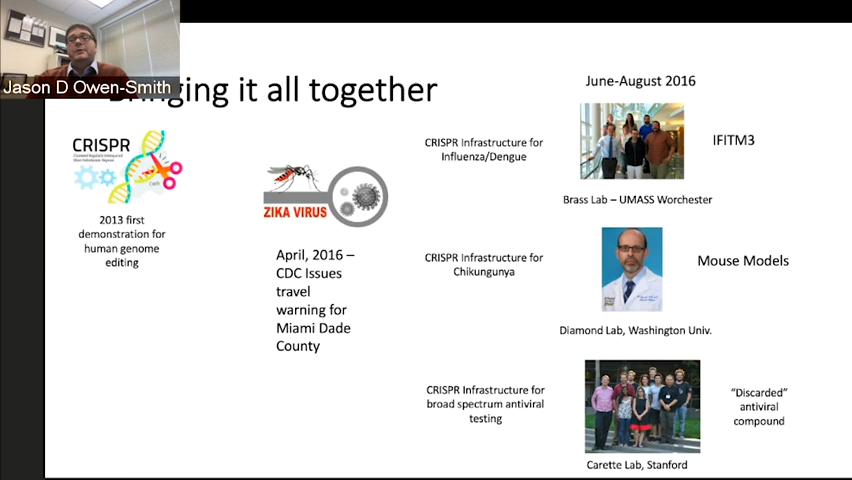 Jason D Owen-Smith
Bringing it all together
June-August 2016
CRISPR
2013 first
demonstration for
human genome
editing
ZIKA VIRUS
April, 2016 –
CDC Issues
travel
warning for
Miami Dade
County
CRISPR Infrastructure for
Influenza/Dengue
IFITM3
Brass Lab – UMASS Worchester
CRISPR Infrastructure for
Chikungunya
Mouse Models
Diamond Lab, Washington Univ.
CRISPR Infrastructure for
broad spectrum antiviral
testing
“Discarded”
antiviral
compound
Carette Lab, Stanford